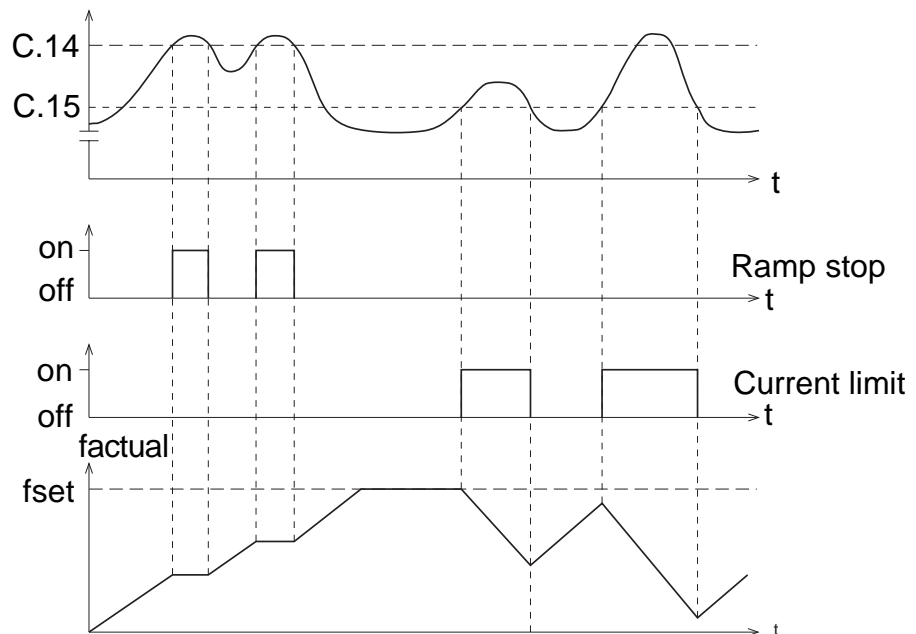 C.14
C.15
t
on
off
Ramp stop
t
on
off
Current limit
t
factual
fset
t